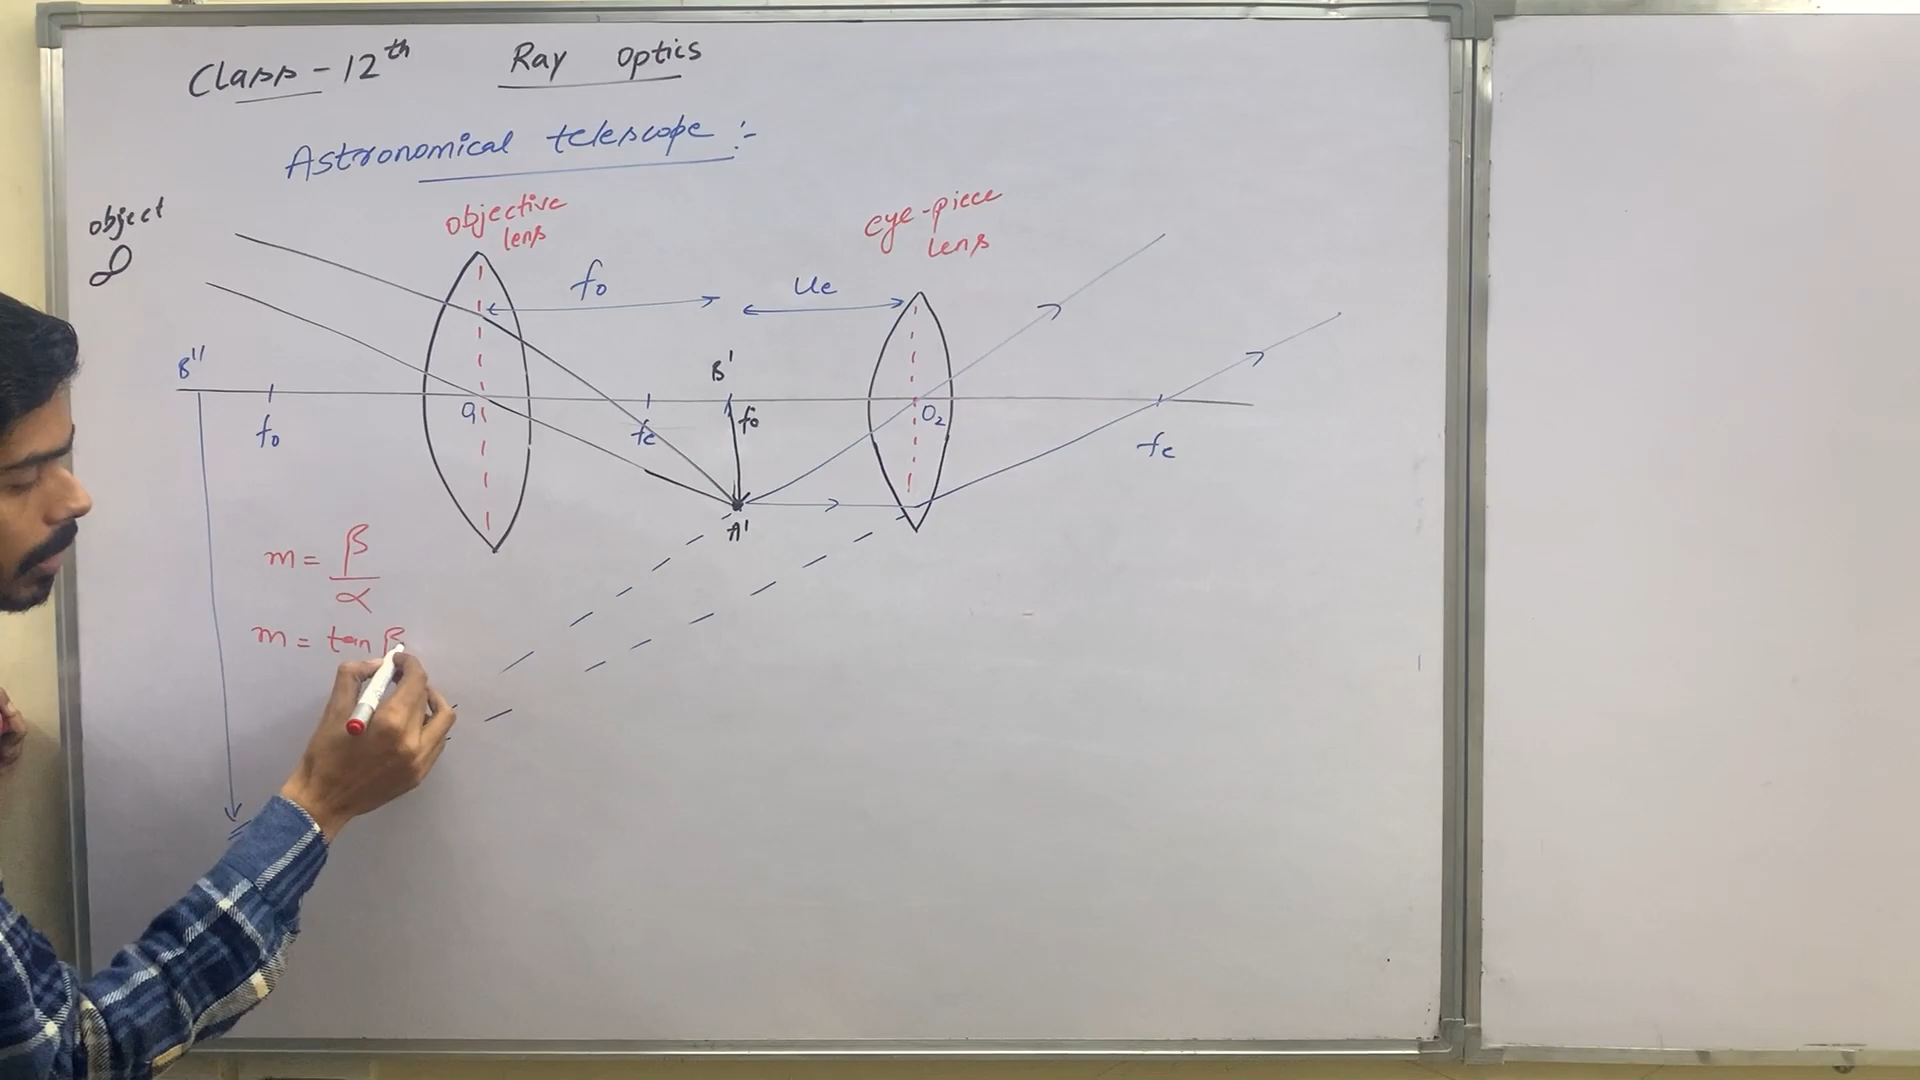 Class - 12th Ray Optics
Astronomical telescope :-
object
∞
objective
lens
eye-piece
lens
fo
ue
B''
B'
fo
O1
fe
fo
O2
fe
A'
m = β/α
m = tan β